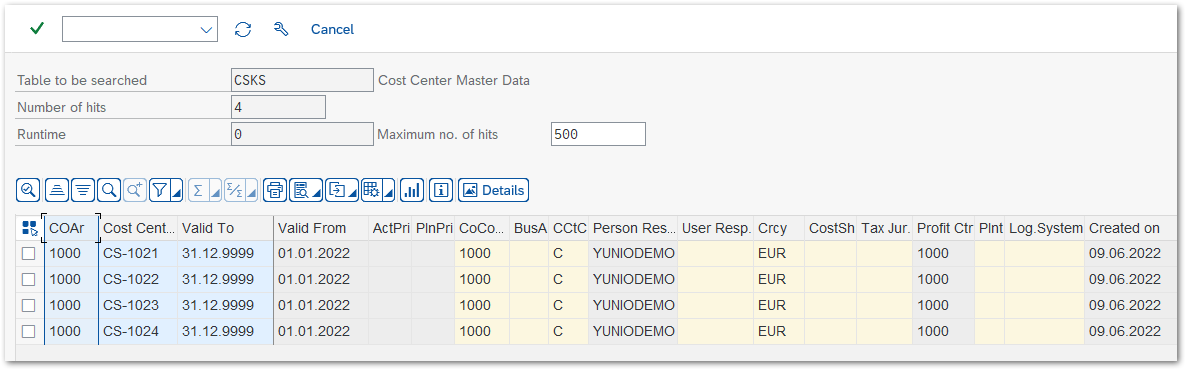 Cancel
Table to be searched CSKS Cost Center Master Data
Number of hits 4
Runtime 0 Maximum no. of hits 500
Details
COAr Cost Cent... Valid To Valid From ActPri PlnPri CoCo... BusA CCtC Person Res... User Resp. Crcy CostSh Tax Jur. Profit Ctr Plnt Log.System Created on
1000 CS-1021 31.12.9999 01.01.2022 1000 C YUNIODEMO EUR 1000 09.06.2022
1000 CS-1022 31.12.9999 01.01.2022 1000 C YUNIODEMO EUR 1000 09.06.2022
1000 CS-1023 31.12.9999 01.01.2022 1000 C YUNIODEMO EUR 1000 09.06.2022
1000 CS-1024 31.12.9999 01.01.2022 1000 C YUNIODEMO EUR 1000 09.06.2022